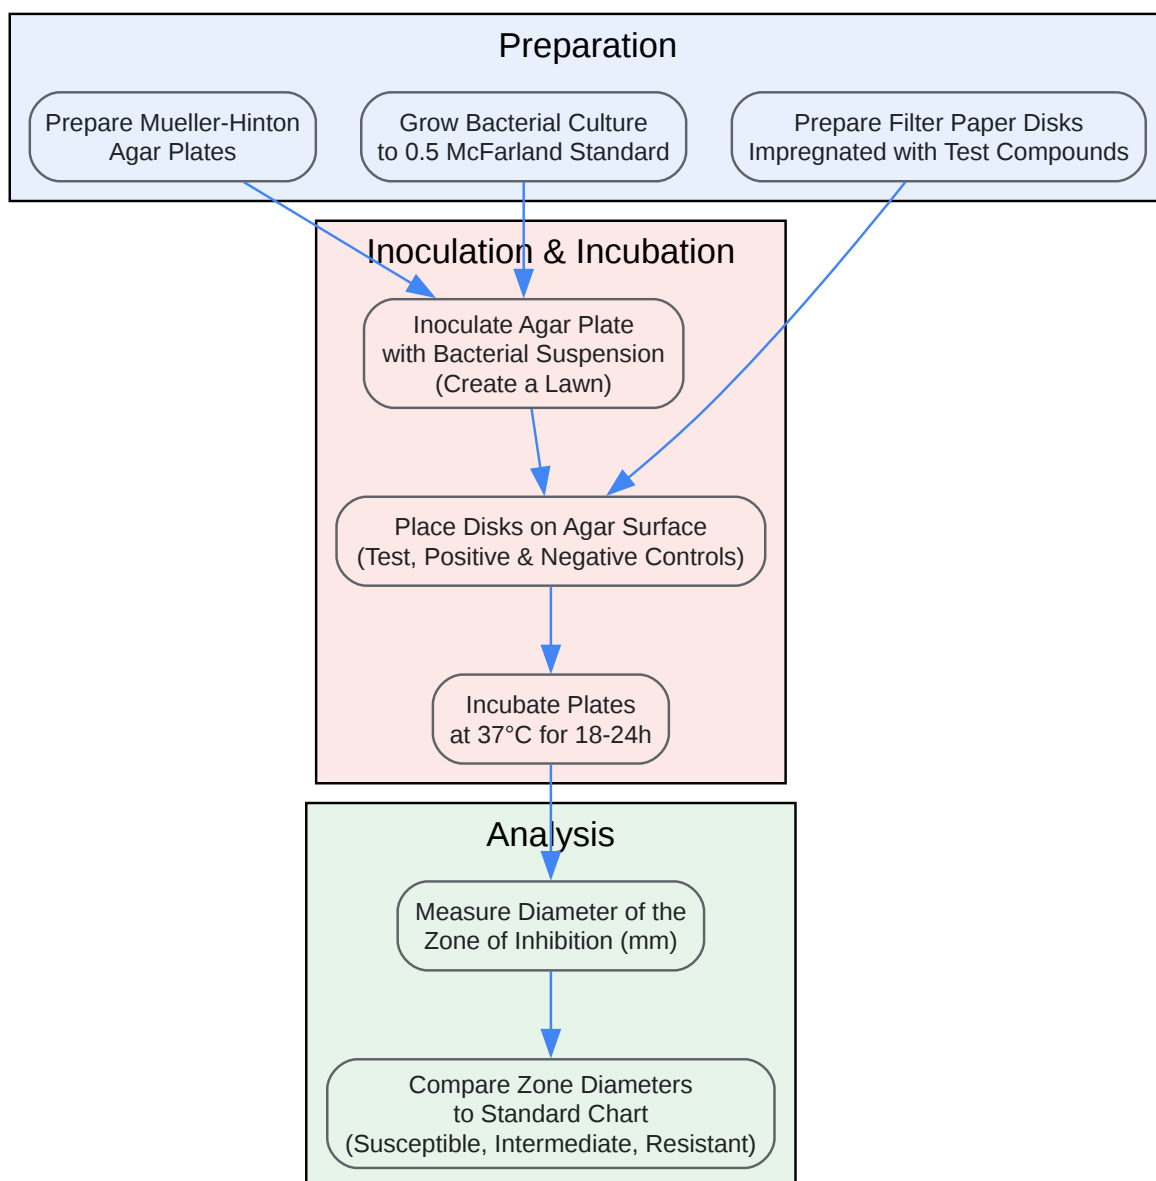 Preparation
Prepare Mueller-Hinton
Agar Plates
Grow Bacterial Culture
to 0.5 McFarland Standard
Prepare Filter Paper Disks
Impregnated with Test Compounds
Inoculation & Incubation
Inoculate Agar Plate
with Bacterial Suspension
(Create a Lawn)
Place Disks on Agar Surface
(Test, Positive & Negative Controls)
Incubate Plates
at 37°C for 18-24h
Analysis
Measure Diameter of the
Zone of Inhibition (mm)
Compare Zone Diameters
to Standard Chart
(Susceptible, Intermediate, Resistant)